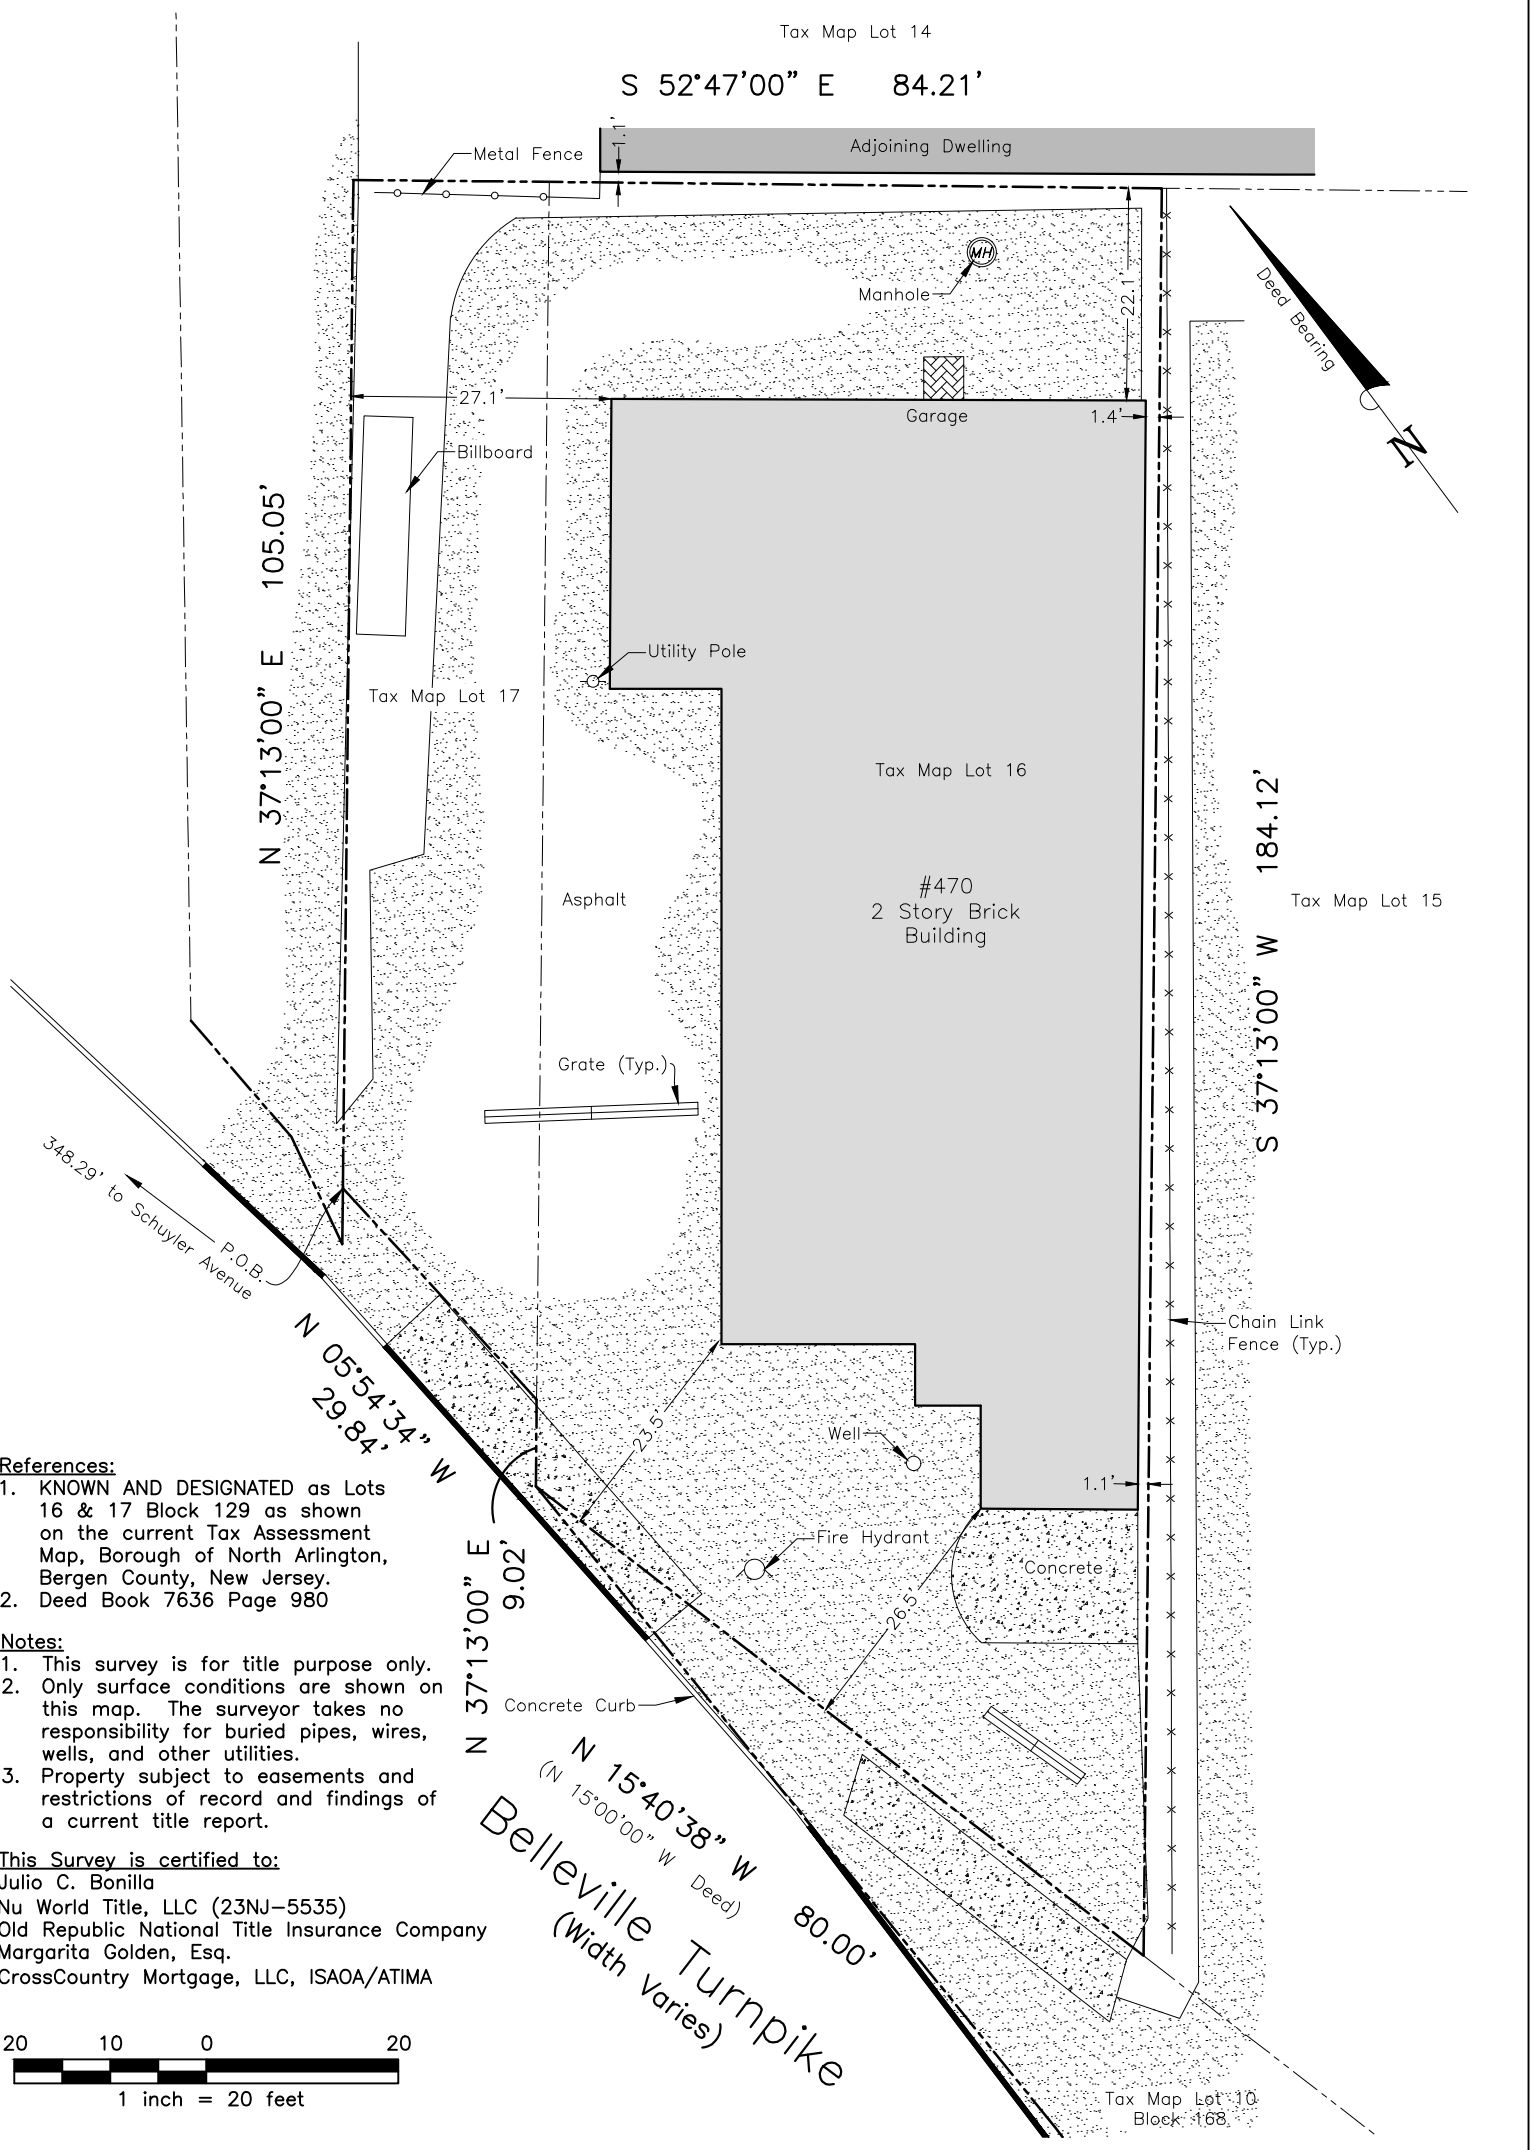 Tax Map Lot 14
S 52°47'00" E 84.21'
1.1'
Adjoining Dwelling
Metal Fence
MH
Manhole
22.1'
Deed Bearing
N
27.1'
Garage
1.4'
Billboard
N 37°13'00" E 105.05'
Utility Pole
Tax Map Lot 17
Tax Map Lot 16
#470
2 Story Brick
Building
Asphalt
S 37°13'00" W 184.12'
Tax Map Lot 15
Grate (Typ.)
348.29' to Schuyler Avenue
P.O.B.
Chain Link
Fence (Typ.)
N 05°54'34" W
29.84'
23.5'
Well
1.1'
Fire Hydrant
Concrete
26.5'
N 37°13'00" E
9.02'
Concrete Curb
N 15°40'38" W 80.00'
(N 15°00'00" W Deed)
Belleville Turnpike
(Width Varies)
Tax Map Lot 10
Block 168
References:
1. KNOWN AND DESIGNATED as Lots
16 & 17 Block 129 as shown
on the current Tax Assessment
Map, Borough of North Arlington,
Bergen County, New Jersey.
2. Deed Book 7636 Page 980
Notes:
1. This survey is for title purpose only.
2. Only surface conditions are shown on
this map. The surveyor takes no
responsibility for buried pipes, wires,
wells, and other utilities.
3. Property subject to easements and
restrictions of record and findings of
a current title report.
This Survey is certified to:
Julio C. Bonilla
Nu World Title, LLC (23NJ-5535)
Old Republic National Title Insurance Company
Margarita Golden, Esq.
CrossCountry Mortgage, LLC, ISAOA/ATIMA
20 10 0 20
1 inch = 20 feet